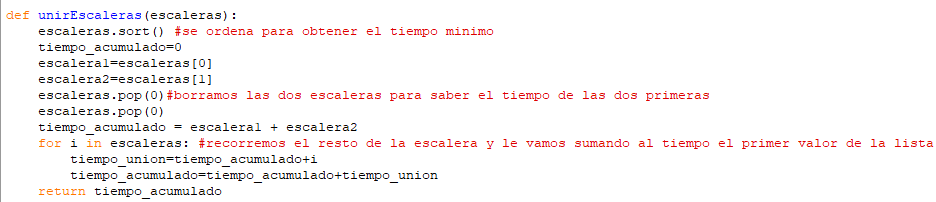 def unirEscaleras(escaleras):
    escaleras.sort() #se ordena para obtener el tiempo minimo
    tiempo_acumulado=0
    escalera1=escaleras[0]
    escalera2=escaleras[1]
    escaleras.pop(0)#borramos las dos escaleras para saber el tiempo de las dos primeras
    escaleras.pop(0)
    tiempo_acumulado = escalera1 + escalera2
    for i in escaleras: #recorremos el resto de la escalera y le vamos sumando al tiempo el primer valor de la lista
        tiempo_union=tiempo_acumulado+i
        tiempo_acumulado=tiempo_acumulado+tiempo_union
    return tiempo_acumulado